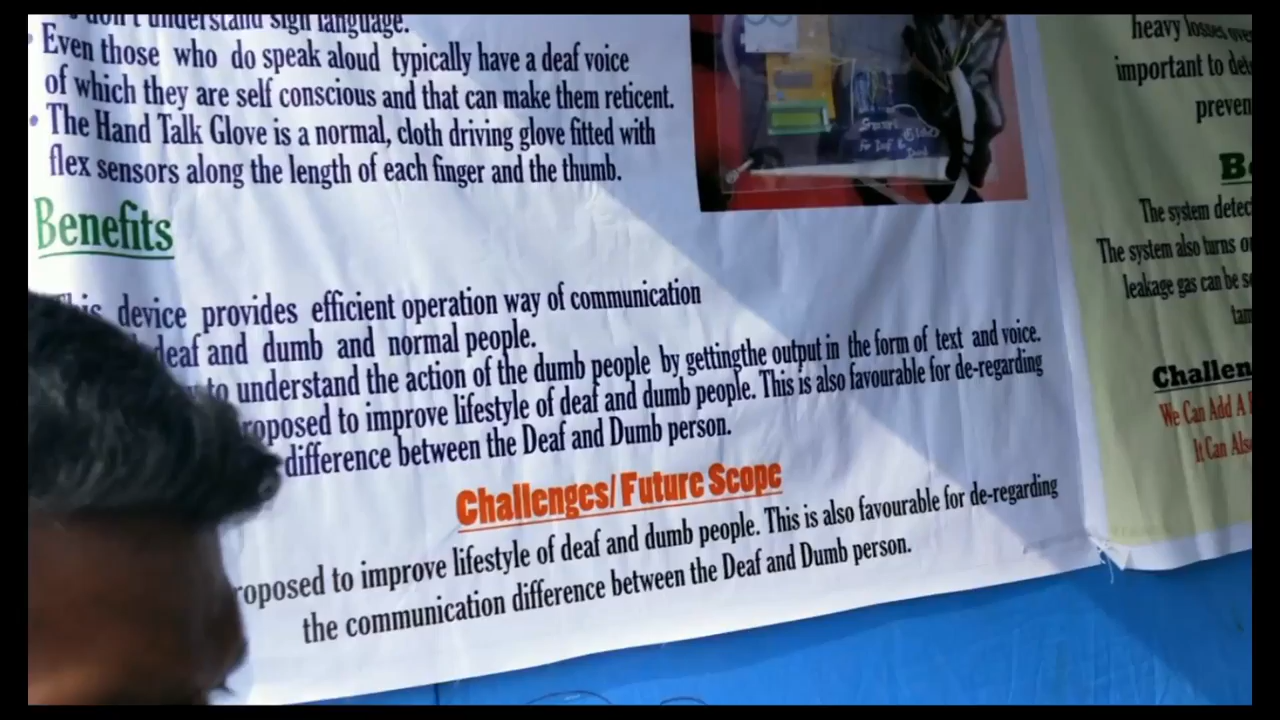 don't understand sign language.
Even those who do speak aloud typically have a deaf voice
of which they are self conscious and that can make them reticent.
• The Hand Talk Glove is a normal, cloth driving glove fitted with
flex sensors along the length of each finger and the thumb.
Benefits
device provides efficient operation way of communication
deaf and dumb and normal people.
to understand the action of the dumb people by gettingthe output in the form of text and voice.
roposed to improve lifestyle of deaf and dumb people. This is also favourable for de-regarding
difference between the Deaf and Dumb person.
Challenges/ Future Scope
roposed to improve lifestyle of deaf and dumb people. This is also favourable for de-regarding
the communication difference between the Deaf and Dumb person.
Smart
For Deaf &
heavy losses
important to
The system
The system also turns
leakage gas can be
We Can Add A
It Can